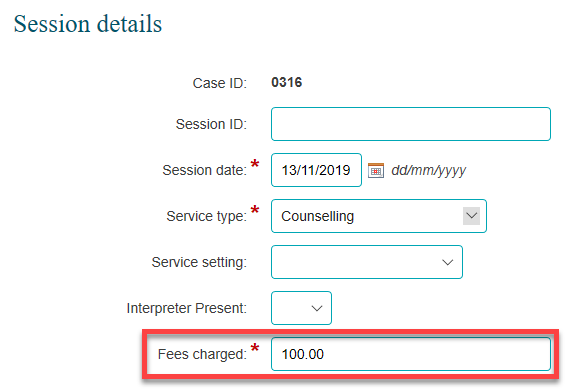 Session details
Case ID: 0316
Session ID:
Session date: * 13/11/2019 dd/mm/yyyy
Service type: * Counselling
Service setting:
Interpreter Present:
Fees charged: * 100.00